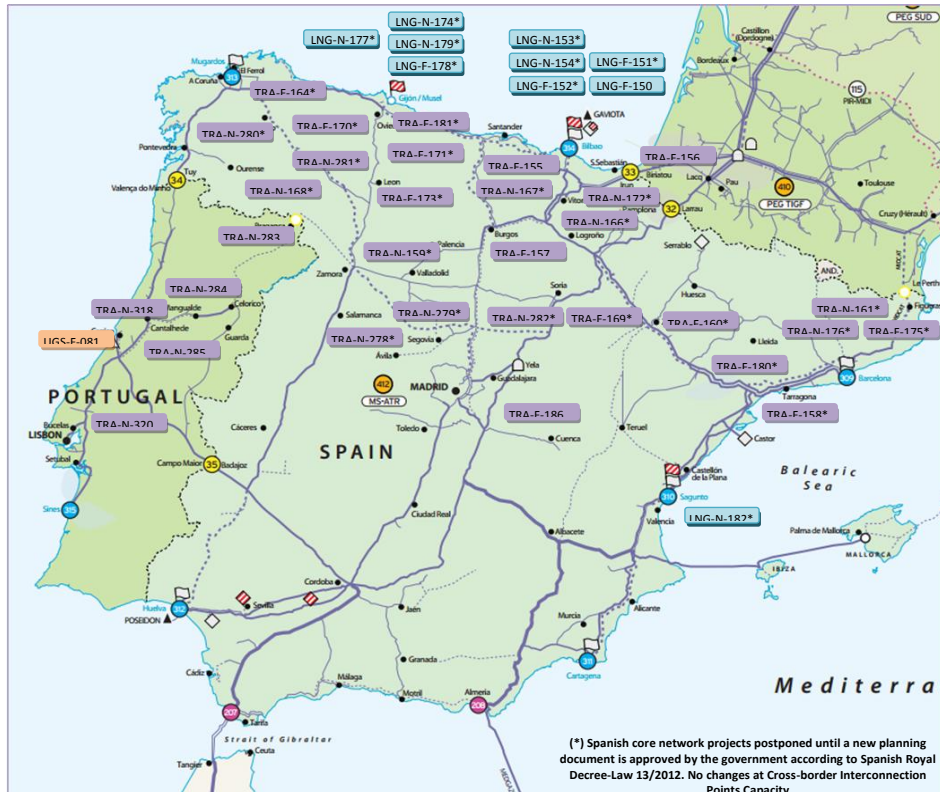 PEG SUD
Castillon
(Dordogne)
Bordeaux
115
PIR-MIDI
LNG-N-174*
LNG-N-177*
LNG-N-179*
LNG-F-178*
LNG-N-153*
LNG-N-154*
LNG-F-151*
LNG-F-152*
LNG-F-150
Mugardos
El Ferrol
313
A Coruña
Gijón / Musel
GAVIOTA
Santander
314
Bilbao
S.Sebastián
33
Biriatou
Irun
TRA-F-164*
TRA-N-280*
TRA-F-170*
TRA-F-181*
TRA-N-281*
TRA-F-171*
TRA-F-155
TRA-F-156
TRA-N-168*
TRA-F-173*
TRA-N-167*
TRA-N-172*
TRA-N-166*
Pontevedra
Ourense
Tuy
34
Valença do Minho
Leon
Lacq
Pau
410
PEG TIGF
Toulouse
Cruzy (Hérault)
32
Larrau
Logroño
Burgos
TRA-N-283
TRA-N-159*
Palencia
TRA-F-157
Serrablo
AND.
MIDCAT
Le Perthus
Zamora
Valladolid
TRA-N-284
Mangualde
Celorico
TRA-N-318
Cantalhede
Guarda
UGS-F-081
TRA-N-285
Salamanca
TRA-N-279*
Segovia
TRA-N-278*
Ávila
Soria
TRA-N-282*
TRA-F-169*
Huesca
TRA-F-160*
Lleida
TRA-N-161*
Figueras
TRA-N-176*
TRA-F-175*
TRA-F-180*
309
Barcelona
Tarragona
TRA-F-158*
Yela
Guadalajara
412
MS-ATR
MADRID
PORTUGAL
Bucelas
LISBON
TRA-N-320
Setubal
Cáceres
SPAIN
Toledo
TRA-F-186
Cuenca
Teruel
Castor
Campo Maior
35
Badajoz
Castellón
de la Plana
Balearic
Sea
310
Sagunto
Valencia
LNG-N-182*
Palma de Mallorca
MALLORCA
IBIZA
Sines
315
Ciudad Real
Albacete
Huelva
312
POSEIDON
Sevilla
Cordoba
Jaén
Murcia
Alicante
311
Cartagena
Granada
Cádiz
Málaga
Motril
Almeria
206
207
Tarifa
Strait of Gibraltar
Ceuta
Tangier
MEDGAZ
Mediterra
(*) Spanish core network projects postponed until a new planning
document is approved by the government according to Spanish Royal
Decree-Law 13/2012. No changes at Cross-border Interconnection
Points Capacity